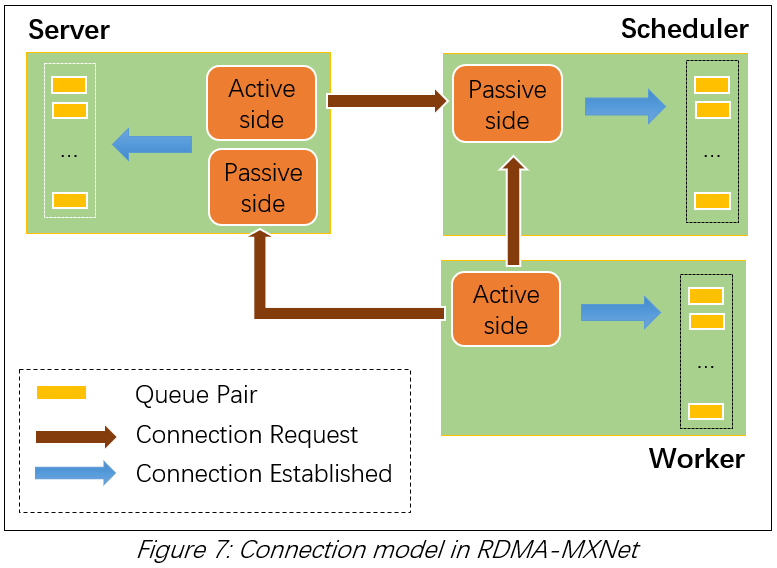 Server
Scheduler
Active
side
Passive
side
...
Passive
side
...
Active
side
...
Worker
Queue Pair
Connection Request
Connection Established
Figure 7: Connection model in RDMA-MXNet